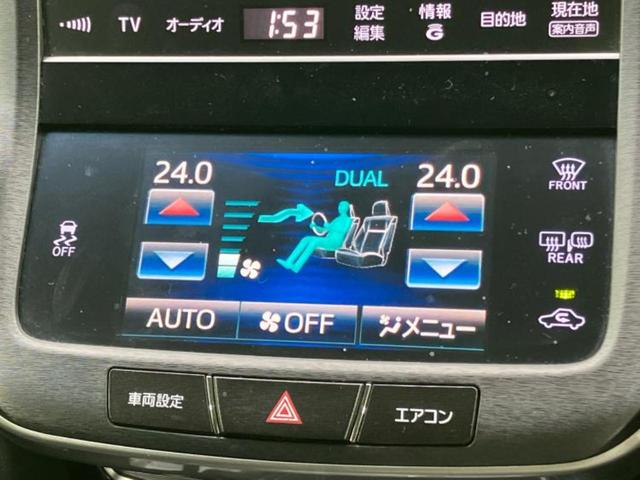 TV オーディオ 1:53 設定 編集 情報 G 目的地 現在地 案内音声
24.0 DUAL 24.0
FRONT
OFF
REAR
AUTO OFF メニュー
車両設定 エアコン